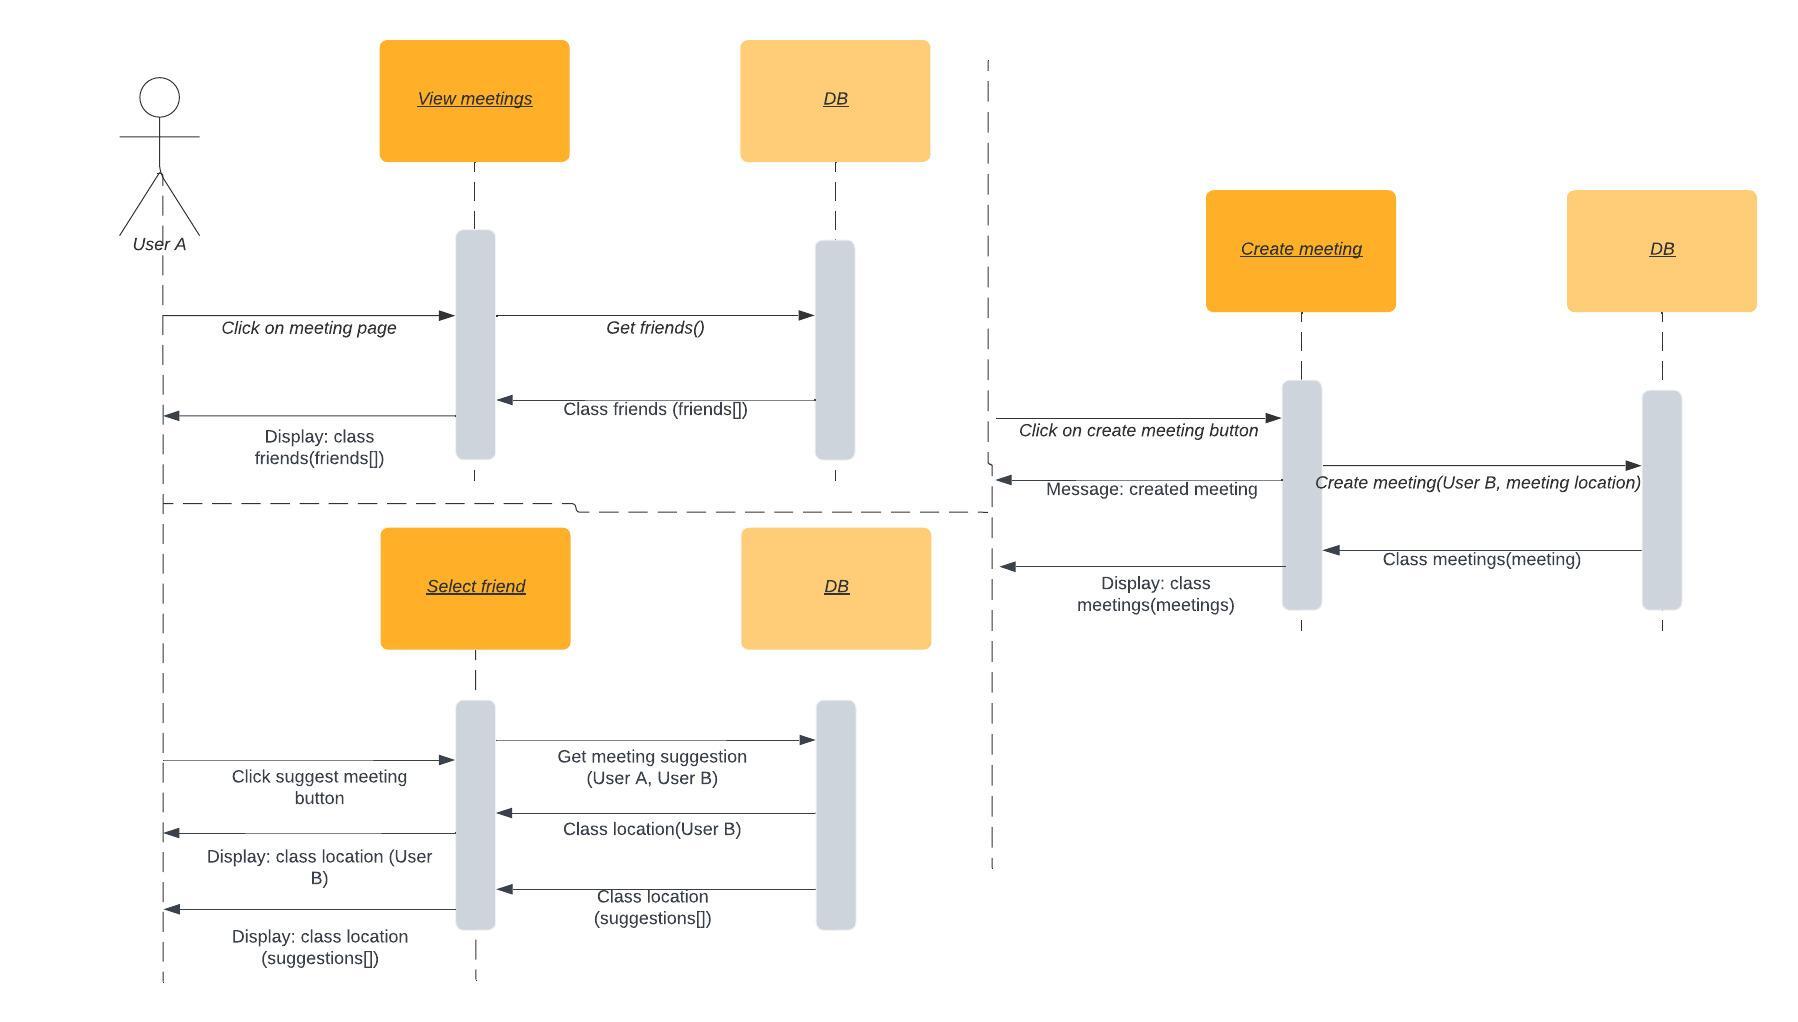 View meetings
DB
User A
Click on meeting page
Get friends()
Class friends (friends[])
Display: class
friends(friends[])
Select friend
DB
Get meeting suggestion
(User A, User B)
Click suggest meeting
button
Class location(User B)
Display: class location (User
B)
Class location
(suggestions[])
Display: class location
(suggestions[])
Create meeting
DB
Click on create meeting button
Create meeting(User B, meeting location)
Message: created meeting
Class meetings(meeting)
Display: class
meetings(meetings)